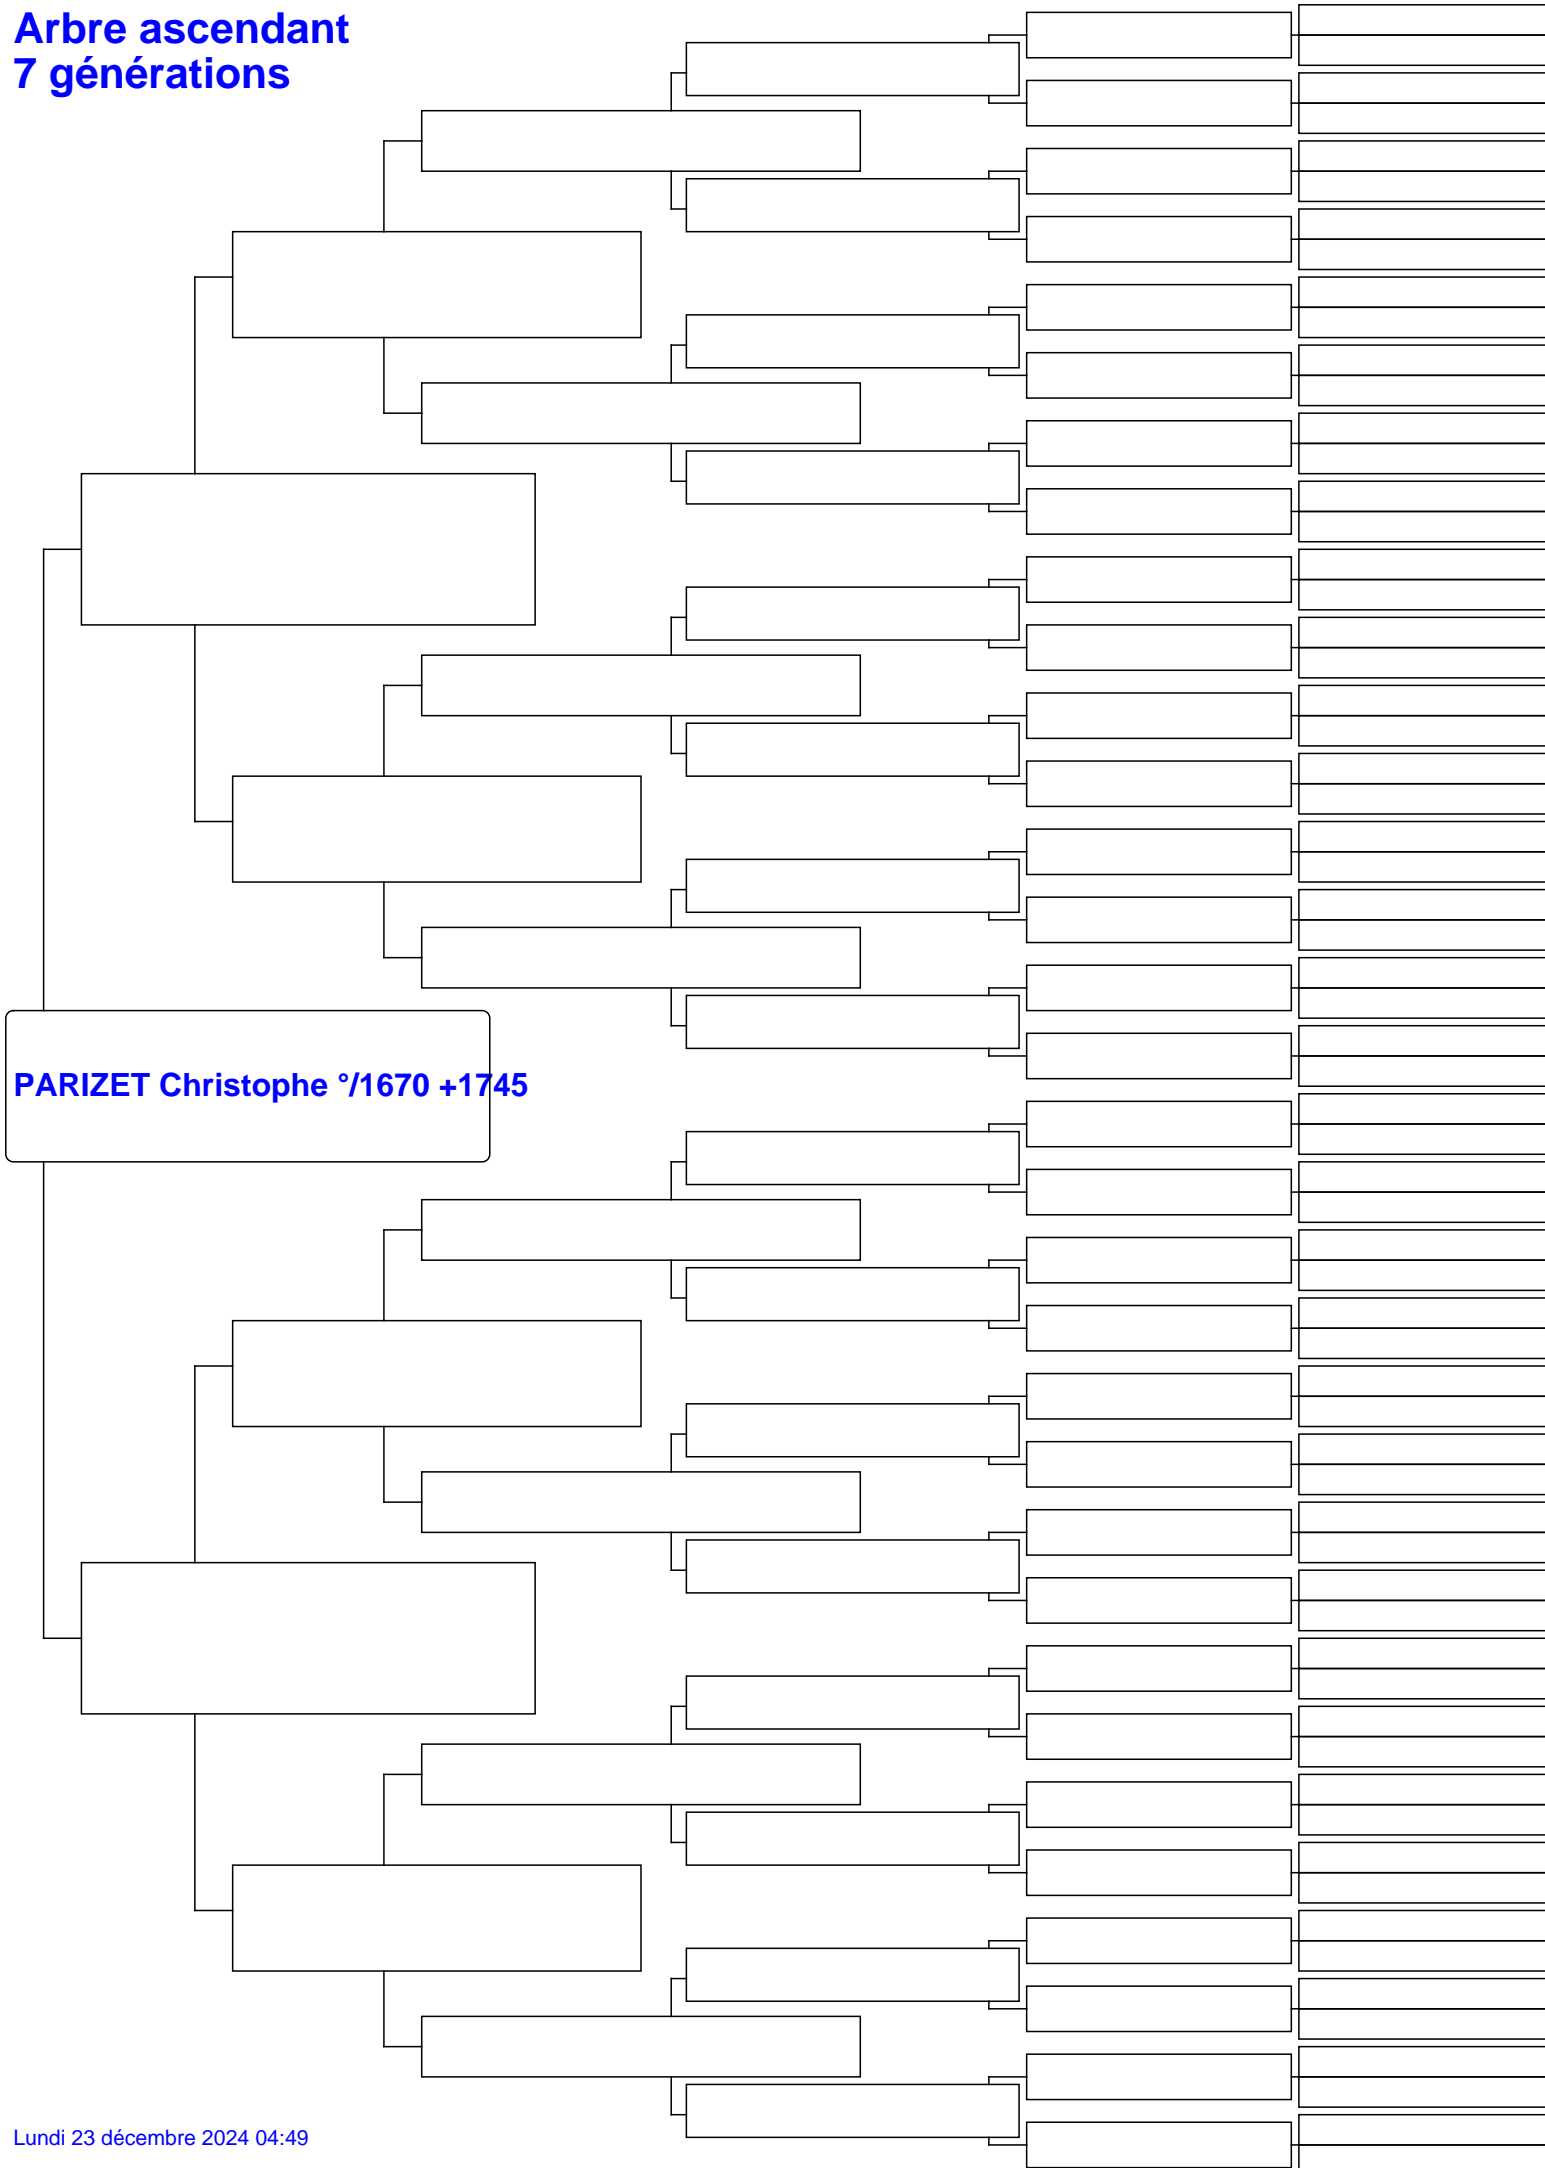 Arbre ascendant
7 générations
PARIZET Christophe °/1670 +1745
Lundi 23 décembre 2024 04:49